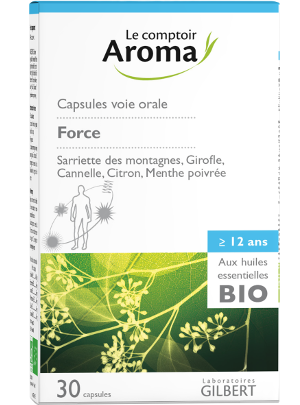 Le comptoir
Aroma
Capsules voie orale
Force
Sarriette des montagnes, Girofle,
Cannelle, Citron, Menthe poivrée
≥ 12 ans
Aux huiles
essentielles
BIO
30 capsules
Laboratoires
GILBERT